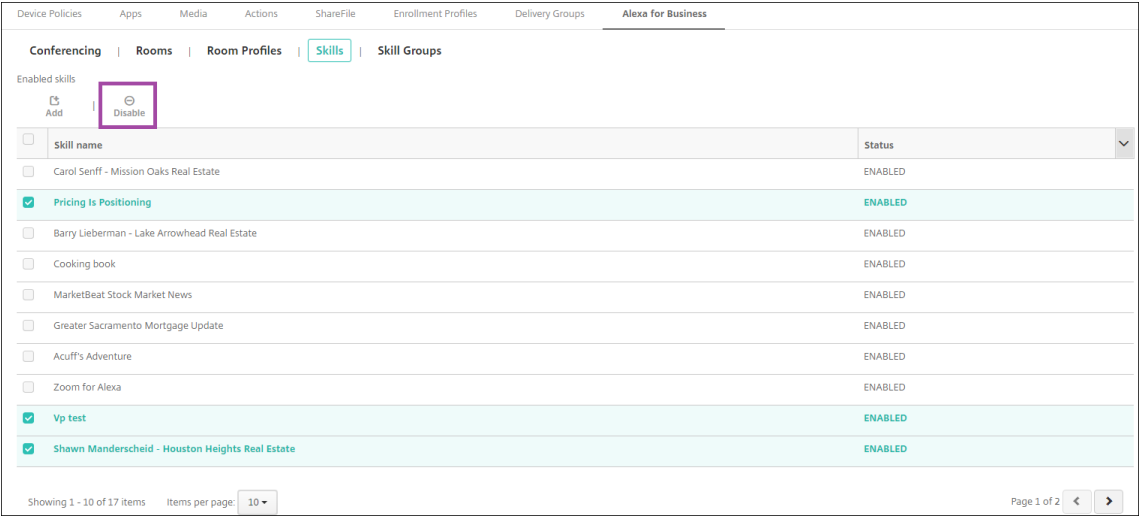 Device Policies Apps Media Actions ShareFile Enrollment Profiles Delivery Groups Alexa for Business
Conferencing | Rooms | Room Profiles | Skills | Skill Groups
Enabled skills
Add | Disable
Skill name Status
Carol Senff - Mission Oaks Real Estate ENABLED
Pricing Is Positioning ENABLED
Barry Lieberman - Lake Arrowhead Real Estate ENABLED
Cooking book ENABLED
MarketBeat Stock Market News ENABLED
Greater Sacramento Mortgage Update ENABLED
Acuff's Adventure ENABLED
Zoom for Alexa ENABLED
Vp test ENABLED
Shawn Manderscheid - Houston Heights Real Estate ENABLED
Showing 1 - 10 of 17 items Items per page: 10 Page 1 of 2